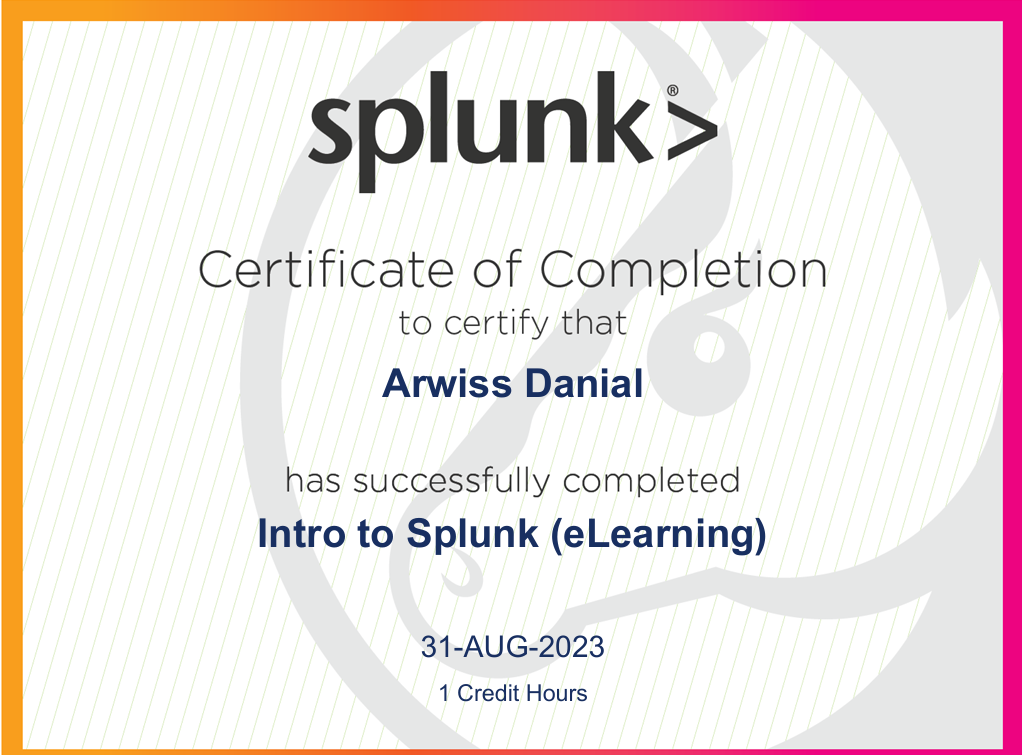 splunk>®
Certificate of Completion
to certify that
Arwiss Danial
has successfully completed
Intro to Splunk (eLearning)
31-AUG-2023
1 Credit Hours